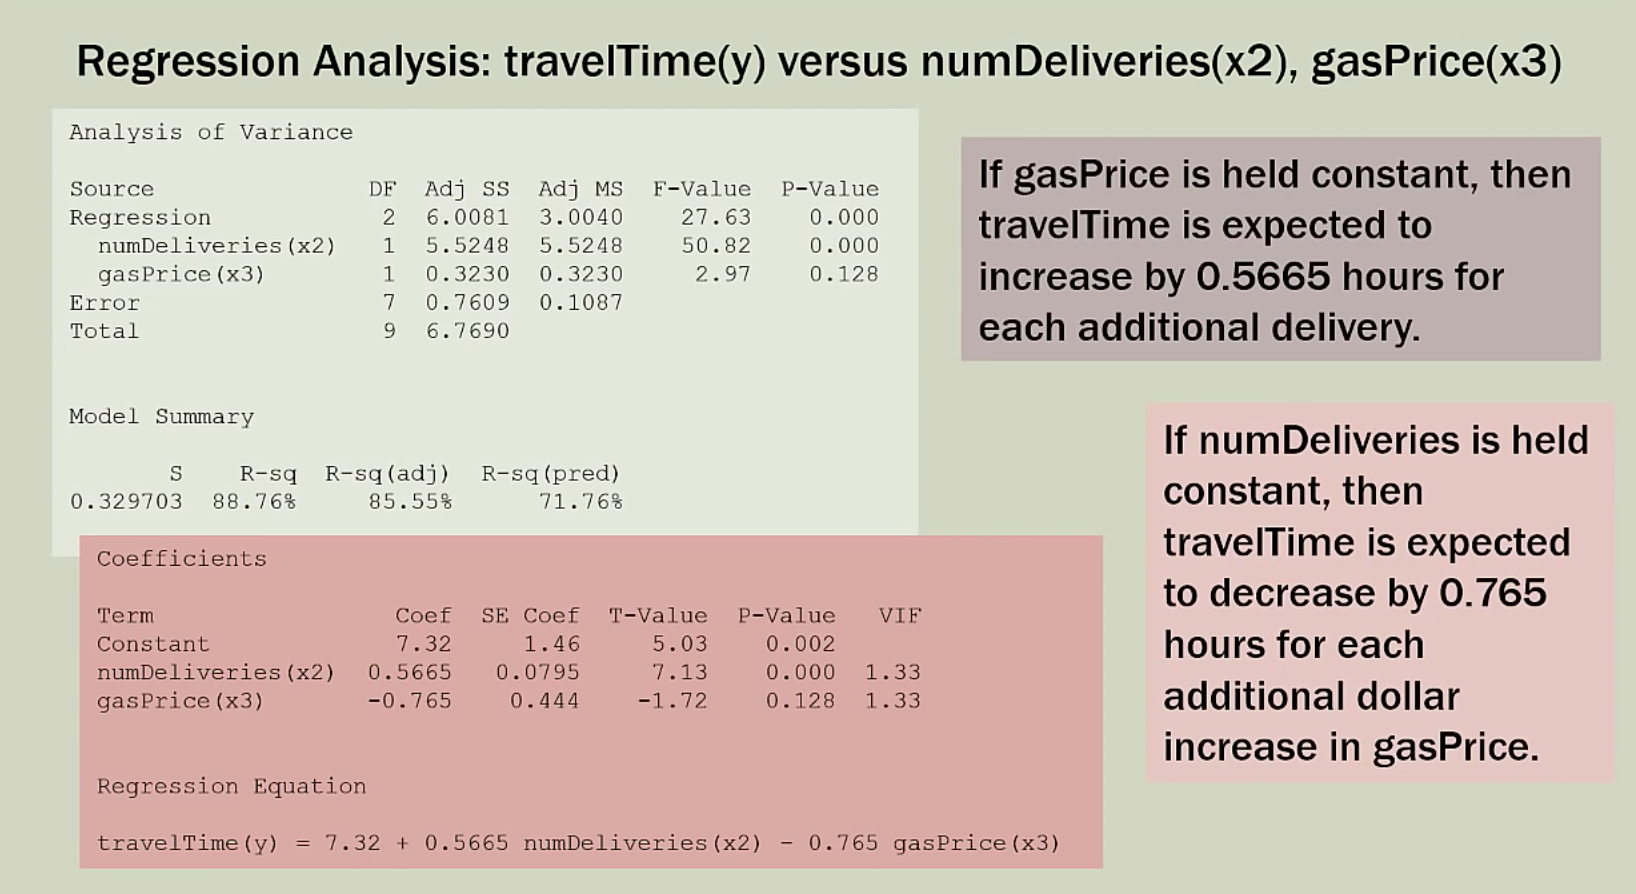 Regression Analysis: travelTime(y) versus numDeliveries(x2), gasPrice(x3)
Analysis of Variance
Source DF Adj SS Adj MS F-Value P-Value
Regression 2 6.0081 3.0040 27.63 0.000
numDeliveries(x2) 1 5.5248 5.5248 50.82 0.000
gasPrice(x3) 1 0.3230 0.3230 2.97 0.128
Error 7 0.7609 0.1087
Total 9 6.7690
Model Summary
S R-sq R-sq(adj) R-sq(pred)
0.329703 88.76% 85.55% 71.76%
Coefficients
Term Coef SE Coef T-Value P-Value VIF
Constant 7.32 1.46 5.03 0.002
numDeliveries(x2) 0.5665 0.0795 7.13 0.000 1.33
gasPrice(x3) -0.765 0.444 -1.72 0.128 1.33
Regression Equation
travelTime(y) = 7.32 + 0.5665 numDeliveries(x2) - 0.765 gasPrice(x3)
If gasPrice is held constant, then
travelTime is expected to
increase by 0.5665 hours for
each additional delivery.
If numDeliveries is held
constant, then
travelTime is expected
to decrease by 0.765
hours for each
additional dollar
increase in gasPrice.